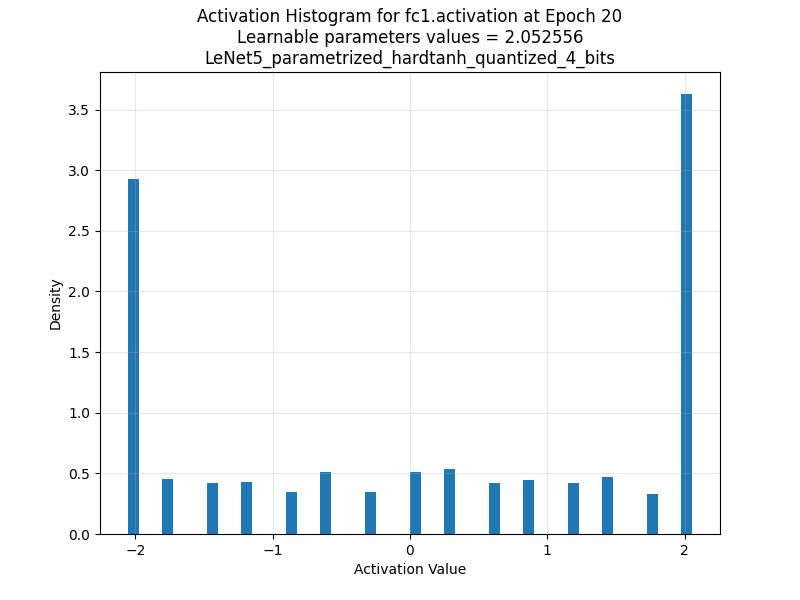 Activation Histogram for fc1.activation at Epoch 20
Learnable parameters values = 2.052556
LeNet5_parametrized_hardtanh_quantized_4_bits
3.5
3.0
2.5
2.0
1.5
1.0
0.5
0.0
Density
−2
−1
0
1
2
Activation Value